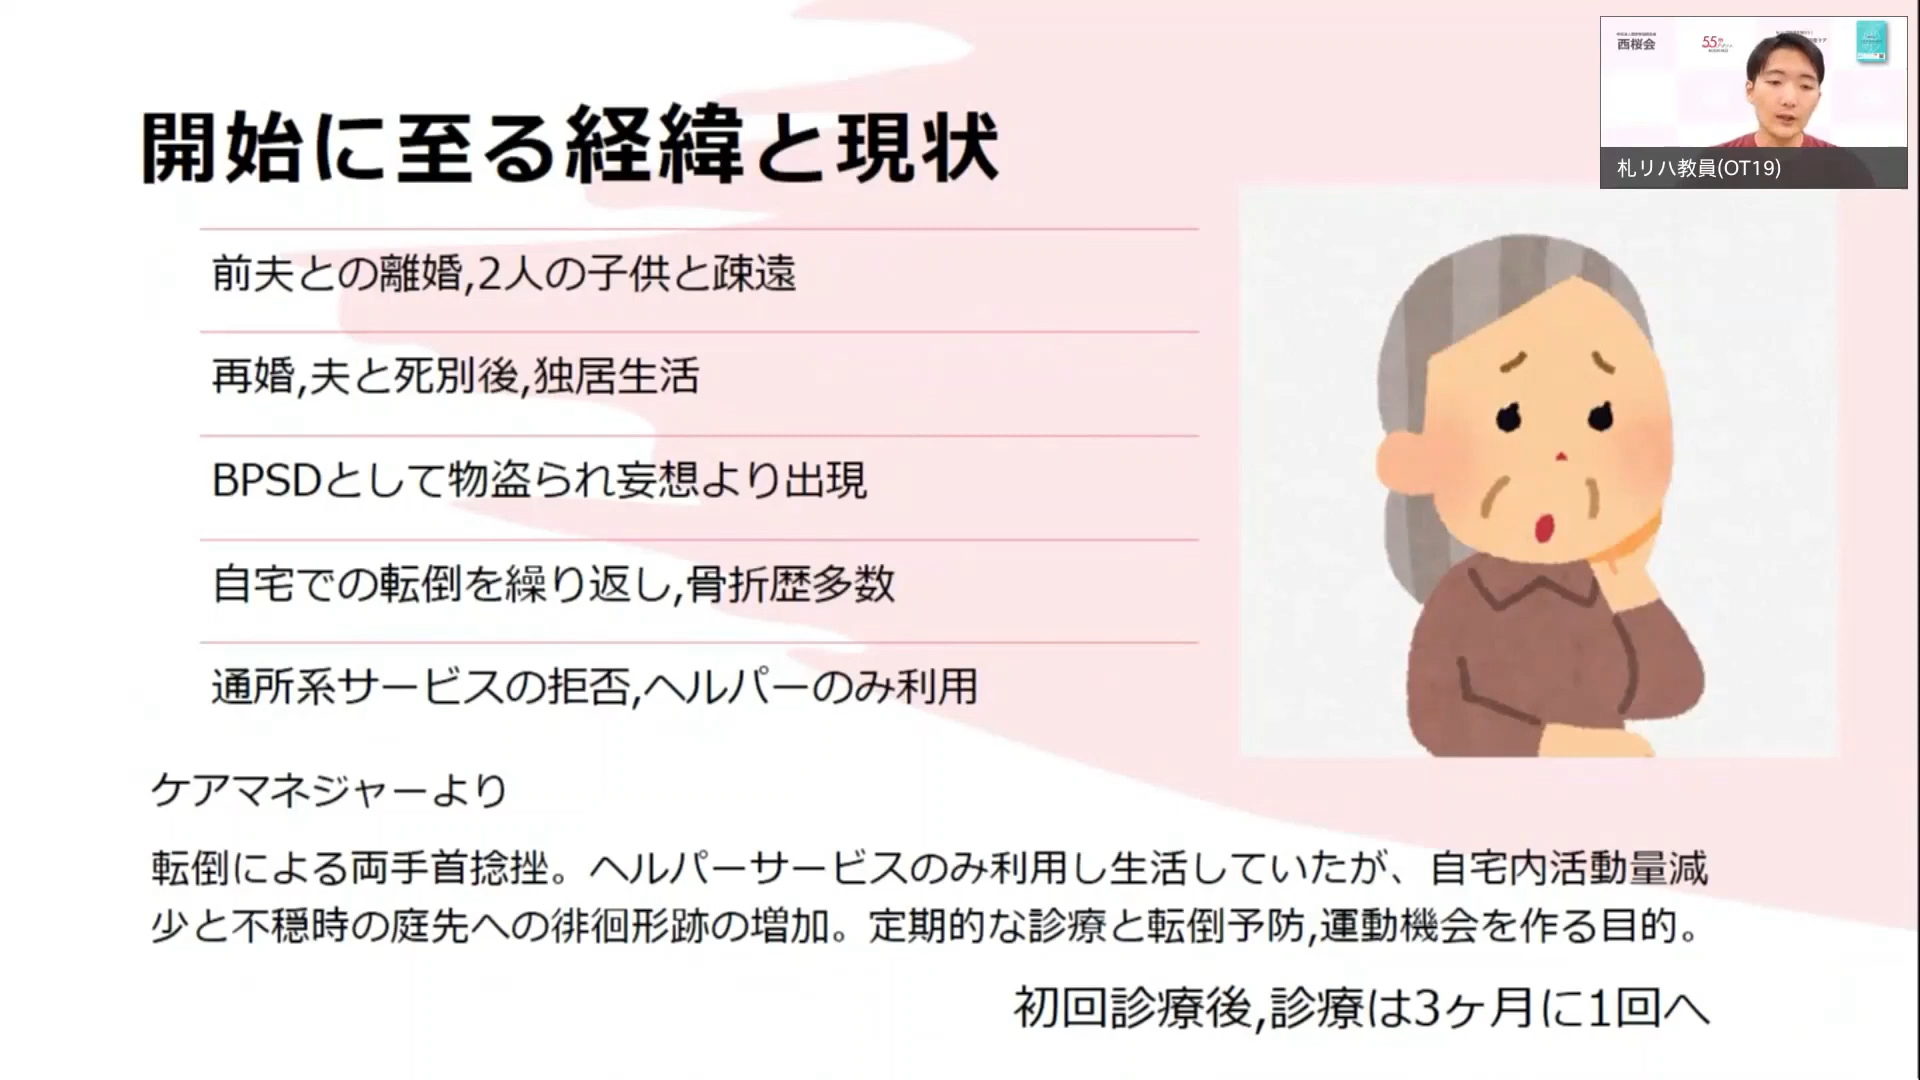 開始に至る経緯と現状
前夫との離婚,2人の子供と疎遠
再婚,夫と死別後,独居生活
BPSDとして物盗られ妄想より出現
自宅での転倒を繰り返し,骨折歴多数
通所系サービスの拒否,ヘルパーのみ利用
ケアマネジャーより
転倒による両手首捻挫。ヘルパーサービスのみ利用し生活していたが、自宅内活動量減
少と不穏時の庭先への徘徊形跡の増加。定期的な診療と転倒予防,運動機会を作る目的。
初回診療後,診療は3ヶ月に1回へ
西桜会
55th
札リハ教員(OT19)